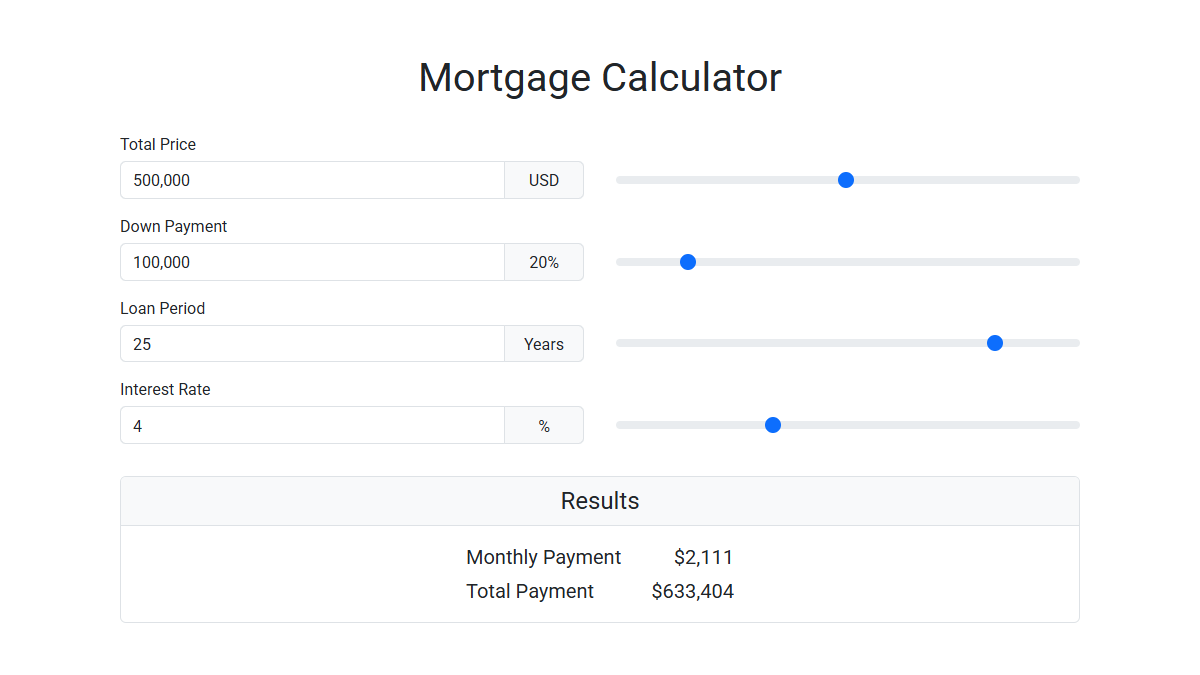 Mortgage Calculator
Total Price
500,000 USD
Down Payment
100,000 20%
Loan Period
25 Years
Interest Rate
4 %
Results
Monthly Payment $2,111
Total Payment $633,404